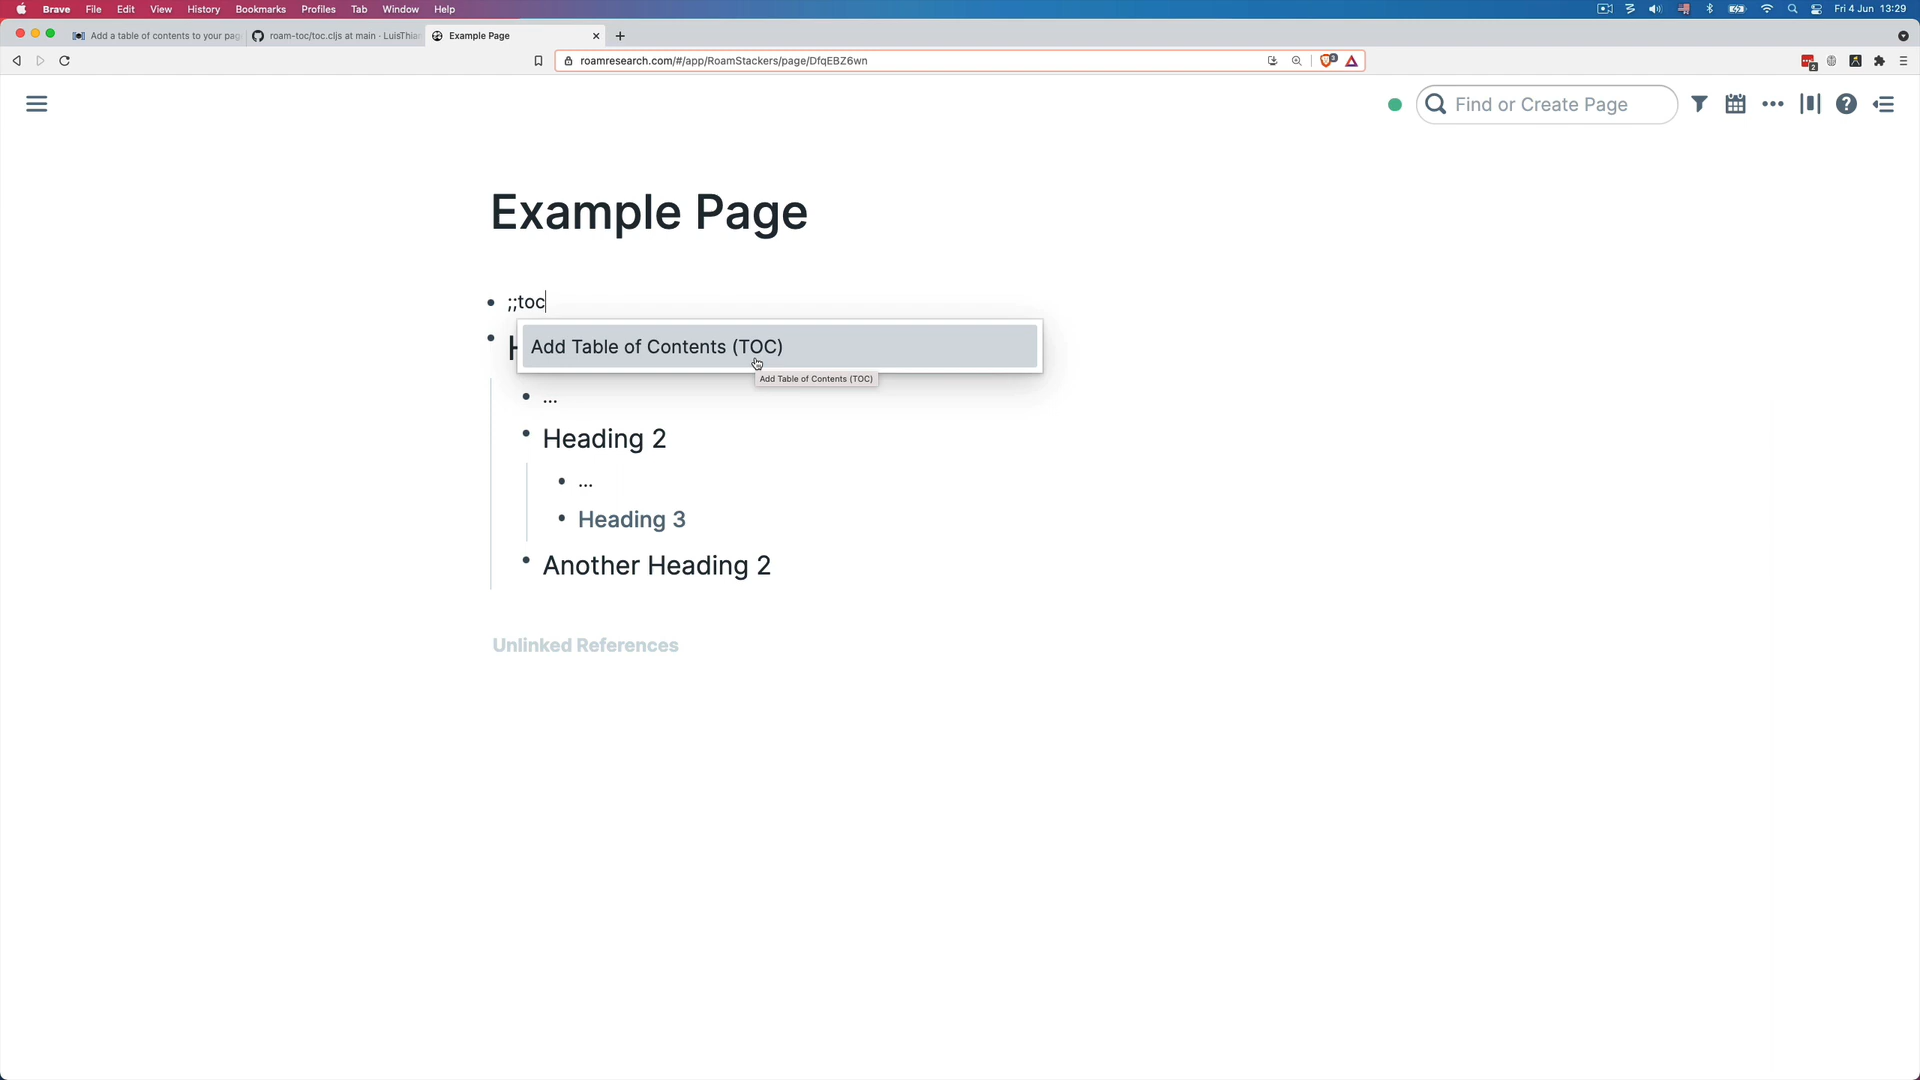 Brave File Edit View History Bookmarks Profiles Tab Window Help Fri 4 Jun 13:29
Add a table of contents to your pag roam-toc/toc.cljs at main · LuisThia Example Page
roamresearch.com/#/app/RoamStackers/page/DfqEBZ6wn 3 2
Find or Create Page
Example Page
;;toc
Add Table of Contents (TOC)
Add Table of Contents (TOC)
...
Heading 2
...
Heading 3
Another Heading 2
Unlinked References